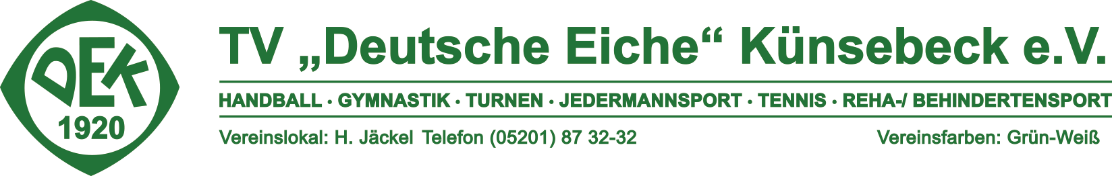 DEK
1920
TV „Deutsche Eiche“ Künsebeck e.V.
HANDBALL · GYMNASTIK · TURNEN · JEDERMANNSPORT · TENNIS · REHA-/ BEHINDERTENSPORT
Vereinslokal: H. Jäckel Telefon (05201) 87 32-32 Vereinsfarben: Grün-Weiß